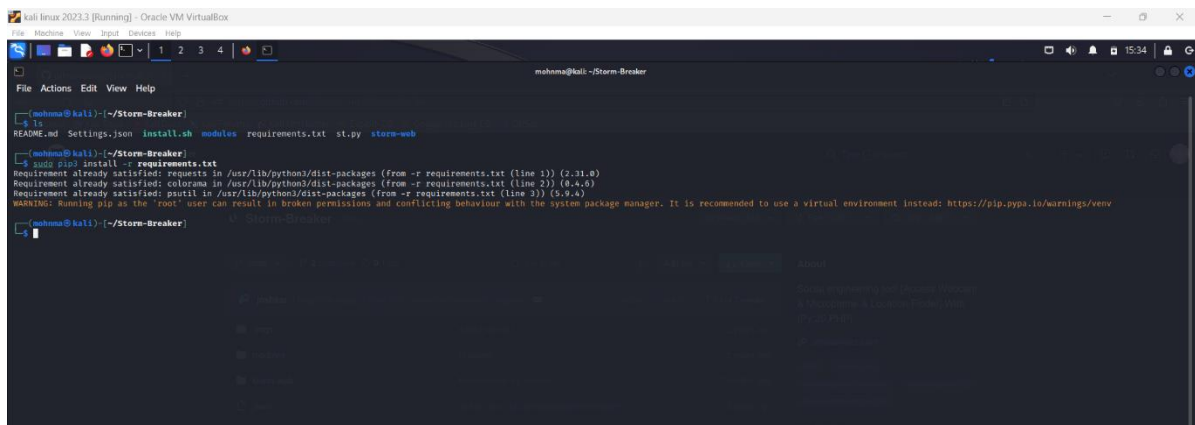 kali linux 2023.3 [Running] - Oracle VM VirtualBox
File Machine View Input Devices Help
1 2 3 4
15:34
mohnma@kali: ~/Storm-Breaker
File Actions Edit View Help
(mohnma㉿kali)-[~/Storm-Breaker]
$ ls
README.md Settings.json install.sh modules requirements.txt st.py storm-web
(mohnma㉿kali)-[~/Storm-Breaker]
$ sudo pip3 install -r requirements.txt
Requirement already satisfied: requests in /usr/lib/python3/dist-packages (from -r requirements.txt (line 1)) (2.31.0)
Requirement already satisfied: colorama in /usr/lib/python3/dist-packages (from -r requirements.txt (line 2)) (0.4.6)
Requirement already satisfied: psutil in /usr/lib/python3/dist-packages (from -r requirements.txt (line 3)) (5.9.4)
WARNING: Running pip as the 'root' user can result in broken permissions and conflicting behaviour with the system package manager. It is recommended to use a virtual environment instead: https://pip.pypa.io/warnings/venv
(mohnma㉿kali)-[~/Storm-Breaker]
$
Storm-Breaker
About